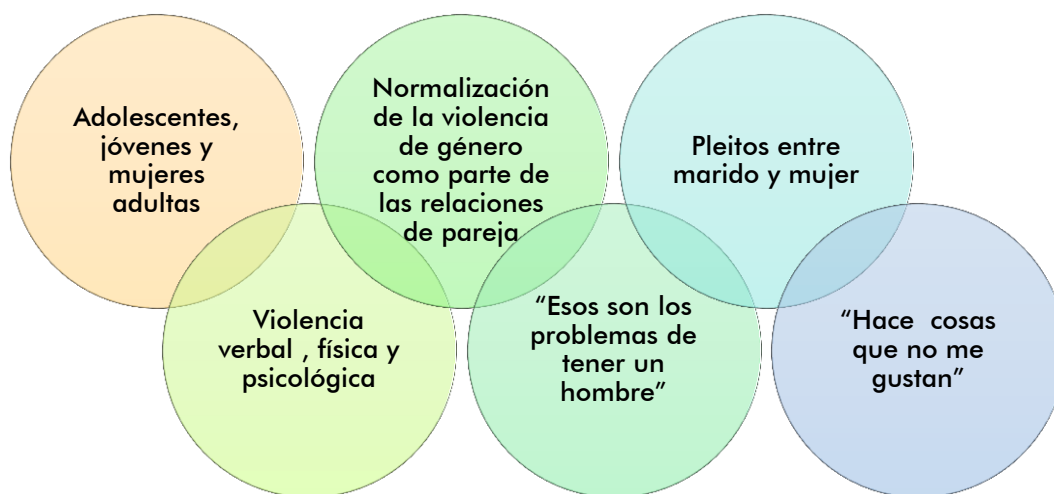 Adolescentes,
jóvenes y
mujeres
adultas
Violencia
verbal , física y
psicológica
Normalización
de la violencia
de género
como parte de
las relaciones
de pareja
“Esos son los
problemas de
tener un
hombre”
Pleitos entre
marido y mujer
“Hace  cosas
que no me
gustan”